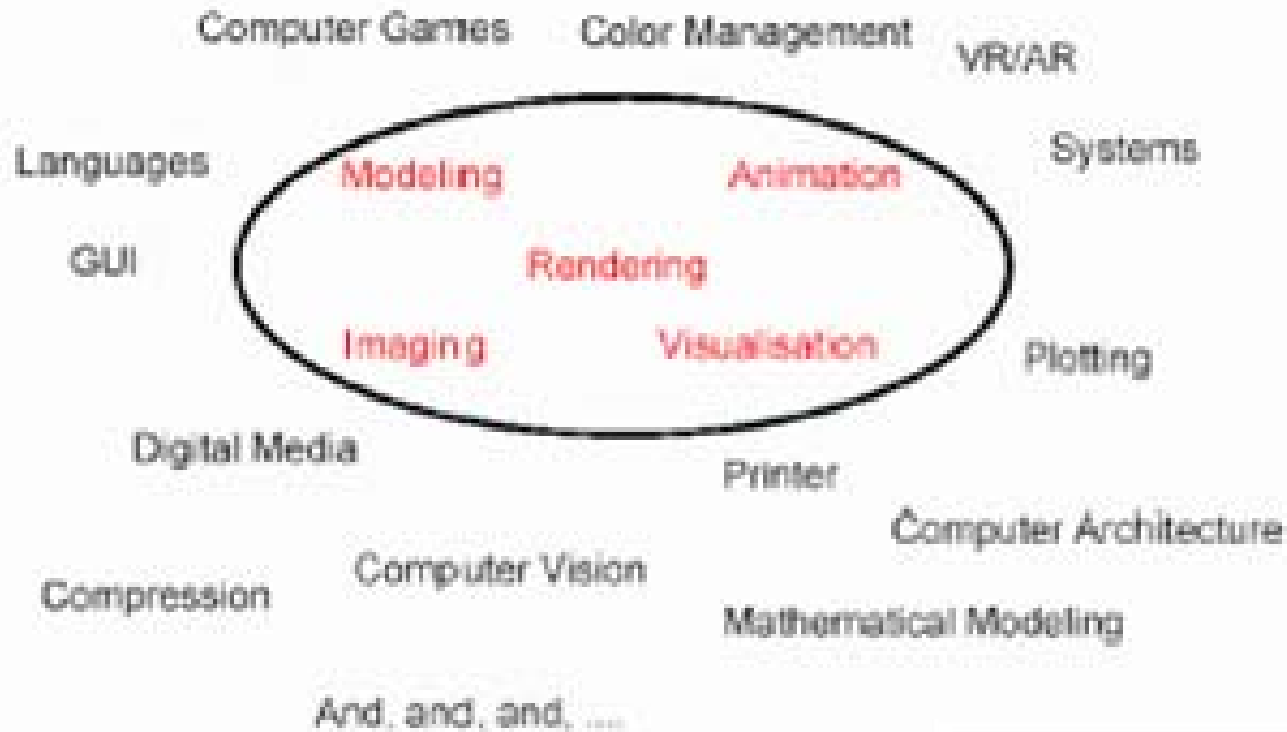 Computer Games
Color Management
VR/AR
Languages
Modeling
Animation
Systems
GUI
Rendering
Imaging
Visualisation
Plotting
Digital Media
Printer
Computer Architecture
Compression
Computer Vision
Mathematical Modeling
And, and, and, ....